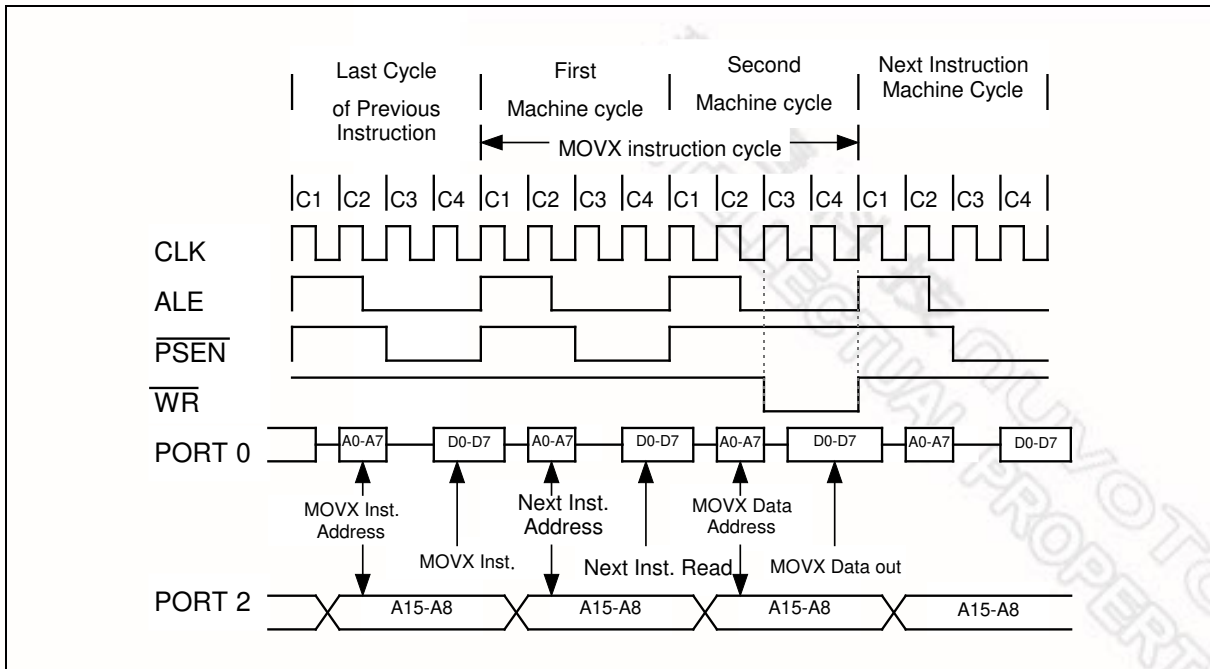 Last Cycle
of Previous
Instruction
First
Machine cycle
Second
Machine cycle
Next Instruction
Machine Cycle
MOVX instruction cycle
C1 C2 C3 C4 C1 C2 C3 C4 C1 C2 C3 C4 C1 C2 C3 C4
CLK
ALE
PSEN
WR
PORT 0
A0-A7 D0-D7 A0-A7 D0-D7 A0-A7 D0-D7 A0-A7 D0-D7
MOVX Inst.
Address
MOVX Inst.
Next Inst.
Address
Next Inst. Read
MOVX Data
Address
MOVX Data out
PORT 2
A15-A8 A15-A8 A15-A8 A15-A8